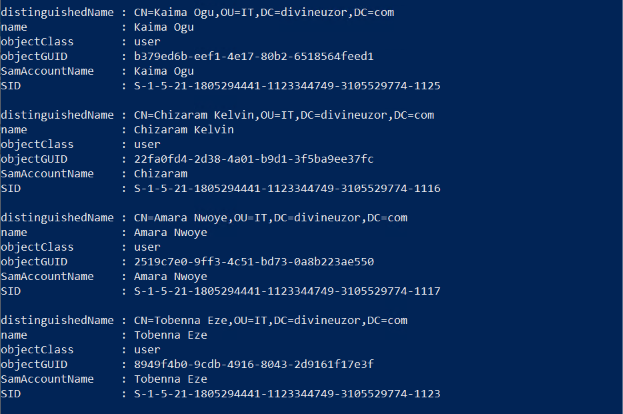 distinguishedName : CN=Kaima Ogu,OU=IT,DC=divineuzor,DC=com
name              : Kaima Ogu
objectClass       : user
objectGUID        : b379ed6b-eef1-4e17-80b2-6518564feed1
SamAccountName    : Kaima Ogu
SID               : S-1-5-21-1805294441-1123344749-3105529774-1125
distinguishedName : CN=Chizaram Kelvin,OU=IT,DC=divineuzor,DC=com
name              : Chizaram Kelvin
objectClass       : user
objectGUID        : 22fa0fd4-2d38-4a01-b9d1-3f5ba9ee37fc
SamAccountName    : Chizaram
SID               : S-1-5-21-1805294441-1123344749-3105529774-1116
distinguishedName : CN=Amara Nwoye,OU=IT,DC=divineuzor,DC=com
name              : Amara Nwoye
objectClass       : user
objectGUID        : 2519c7e0-9ff3-4c51-bd73-0a8b223ae550
SamAccountName    : Amara Nwoye
SID               : S-1-5-21-1805294441-1123344749-3105529774-1117
distinguishedName : CN=Tobenna Eze,OU=IT,DC=divineuzor,DC=com
name              : Tobenna Eze
objectClass       : user
objectGUID        : 8949f4b0-9cdb-4916-8043-2d9161f17e3f
SamAccountName    : Tobenna Eze
SID               : S-1-5-21-1805294441-1123344749-3105529774-1123